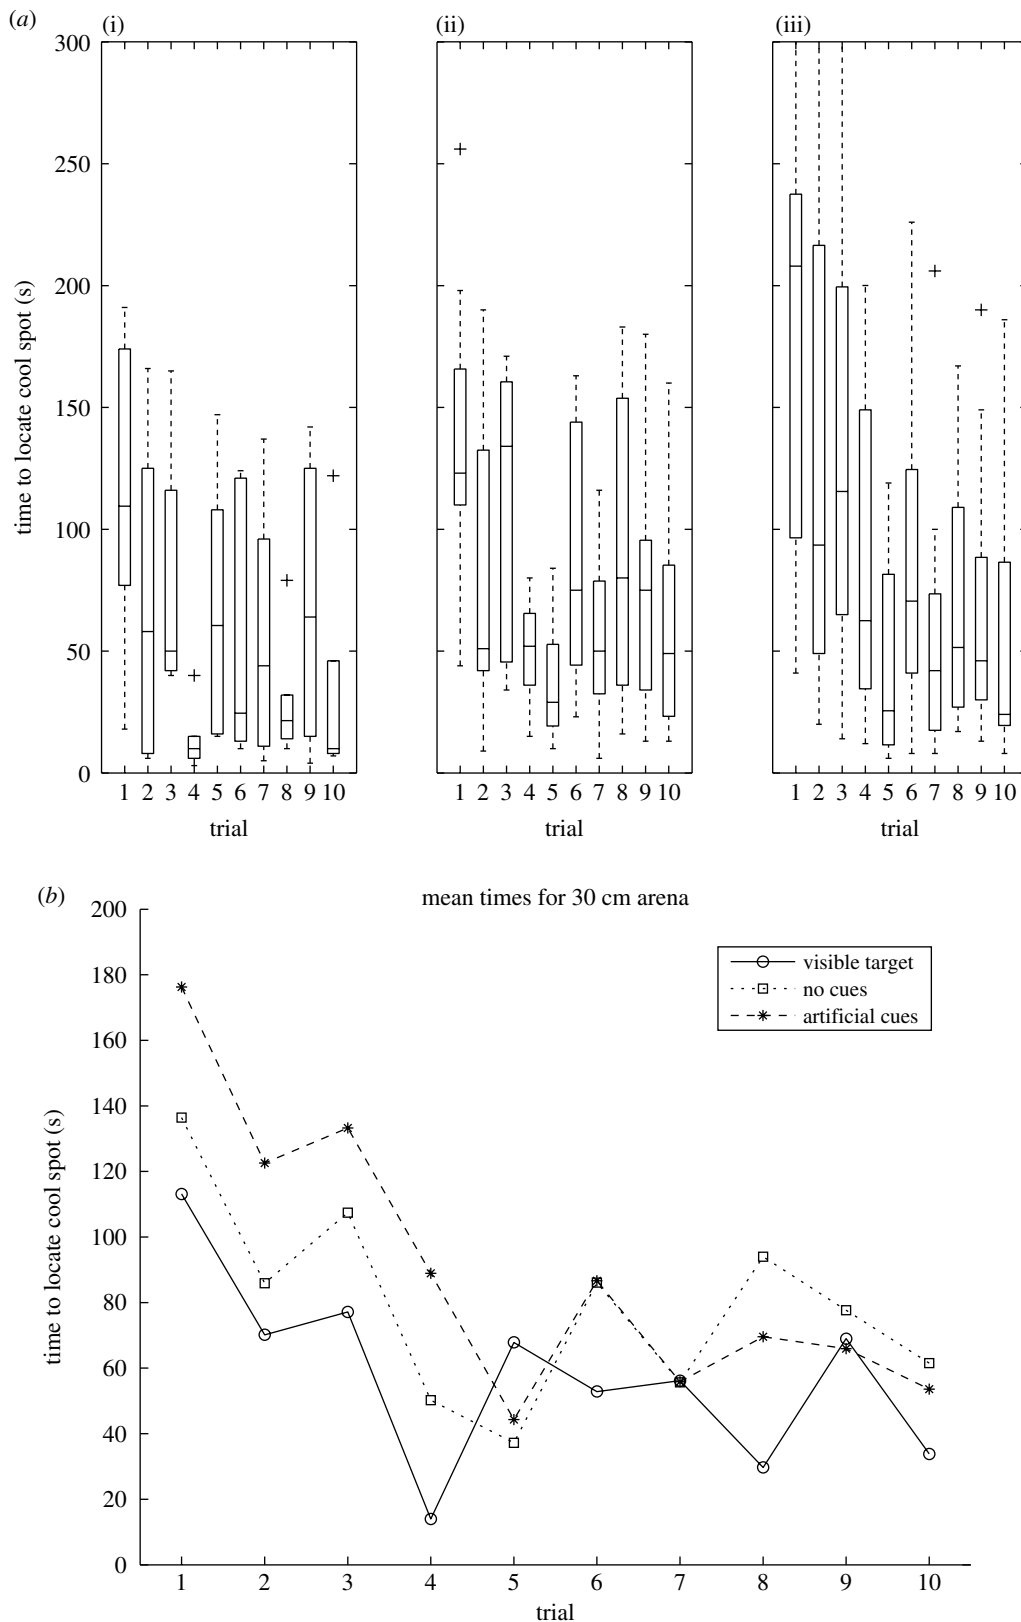 (a)
(i)
(ii)
(iii)
time to locate cool spot (s)
300
250
200
150
100
50
0
1 2 3 4 5 6 7 8 9 10
1 2 3 4 5 6 7 8 9 10
1 2 3 4 5 6 7 8 9 10
trial
trial
trial
(b)
mean times for 30 cm arena
time to locate cool spot (s)
200
180
160
140
120
100
80
60
40
20
0
visible target
no cues
artificial cues
1 2 3 4 5 6 7 8 9 10
trial